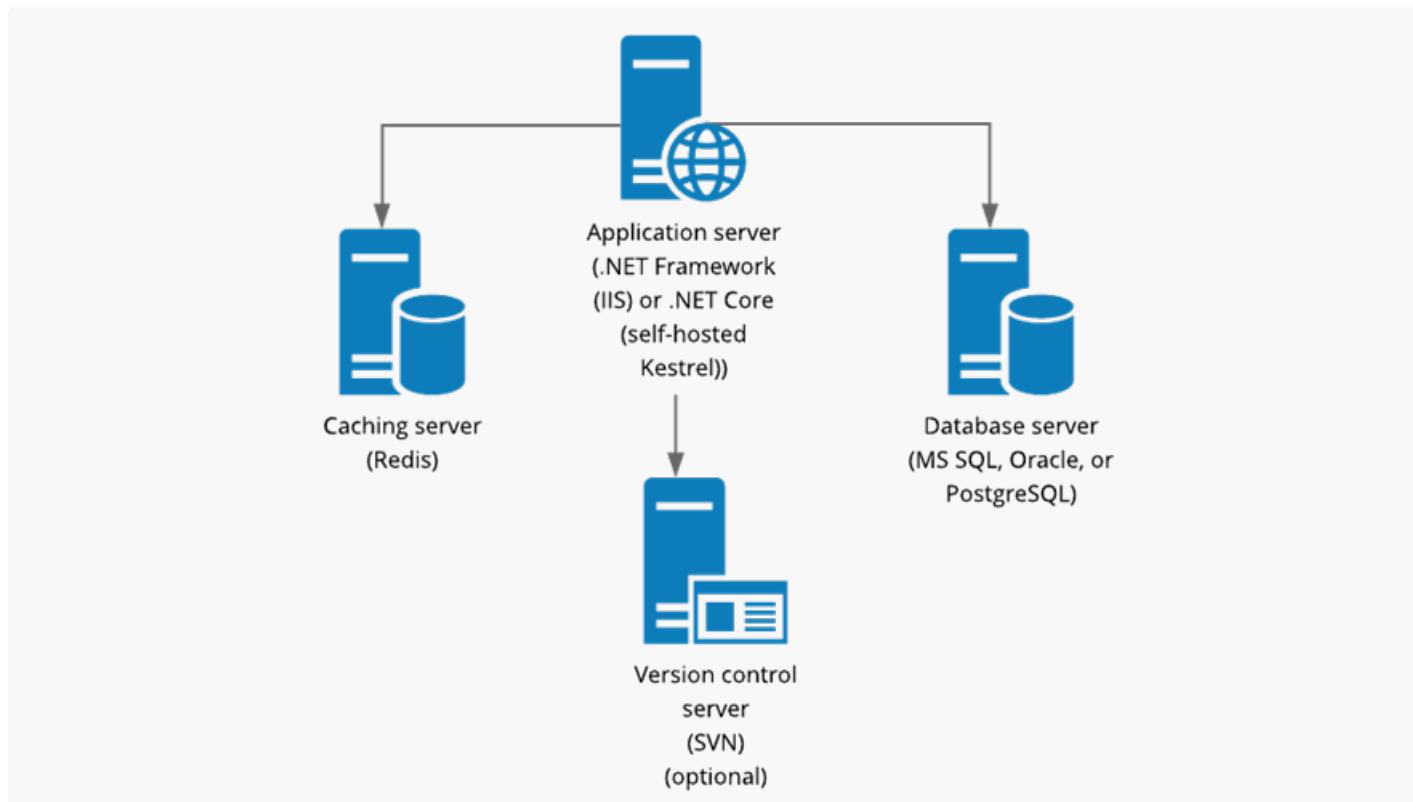 Application server
(.NET Framework
(IIS) or .NET Core
(self-hosted
Kestrel))
Caching server
(Redis)
Database server
(MS SQL, Oracle, or
PostgreSQL)
Version control
server
(SVN)
(optional)